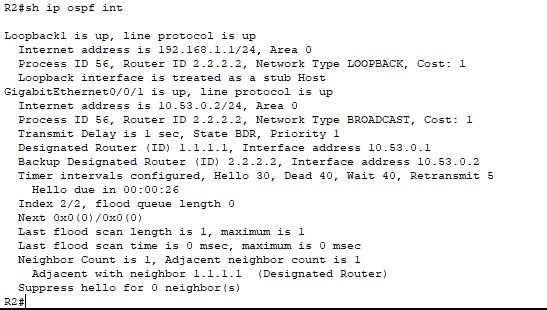 R2#sh ip ospf int

Loopback1 is up, line protocol is up
  Internet address is 192.168.1.1/24, Area 0
  Process ID 56, Router ID 2.2.2.2, Network Type LOOPBACK, Cost: 1
  Loopback interface is treated as a stub Host
GigabitEthernet0/0/1 is up, line protocol is up
  Internet address is 10.53.0.2/24, Area 0
  Process ID 56, Router ID 2.2.2.2, Network Type BROADCAST, Cost: 1
  Transmit Delay is 1 sec, State BDR, Priority 1
  Designated Router (ID) 1.1.1.1, Interface address 10.53.0.1
  Backup Designated Router (ID) 2.2.2.2, Interface address 10.53.0.2
  Timer intervals configured, Hello 30, Dead 40, Wait 40, Retransmit 5
    Hello due in 00:00:26
  Index 2/2, flood queue length 0
  Next 0x0(0)/0x0(0)
  Last flood scan length is 1, maximum is 1
  Last flood scan time is 0 msec, maximum is 0 msec
  Neighbor Count is 1, Adjacent neighbor count is 1
    Adjacent with neighbor 1.1.1.1  (Designated Router)
  Suppress hello for 0 neighbor(s)
R2#